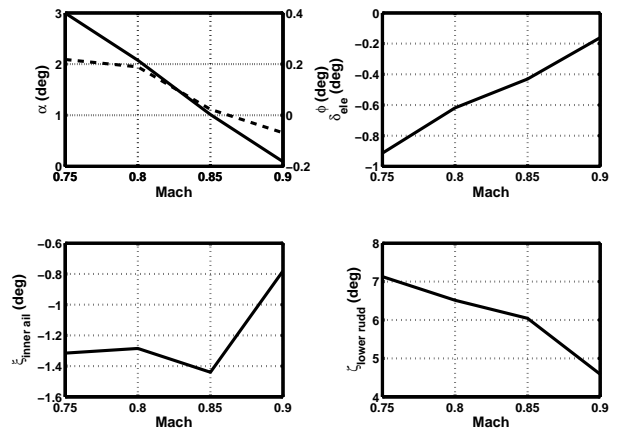 3
2
1
0
α (deg)
0.4
0.2
0
−0.2
ϕ (deg)
0.75 0.8 0.85 0.9
Mach
0
−0.2
−0.4
−0.6
−0.8
−1
δele (deg)
0.75 0.8 0.85 0.9
Mach
−0.6
−0.8
−1
−1.2
−1.4
−1.6
ξinner ail (deg)
0.75 0.8 0.85 0.9
Mach
8
7
6
5
4
ζlower rudd (deg)
0.75 0.8 0.85 0.9
Mach